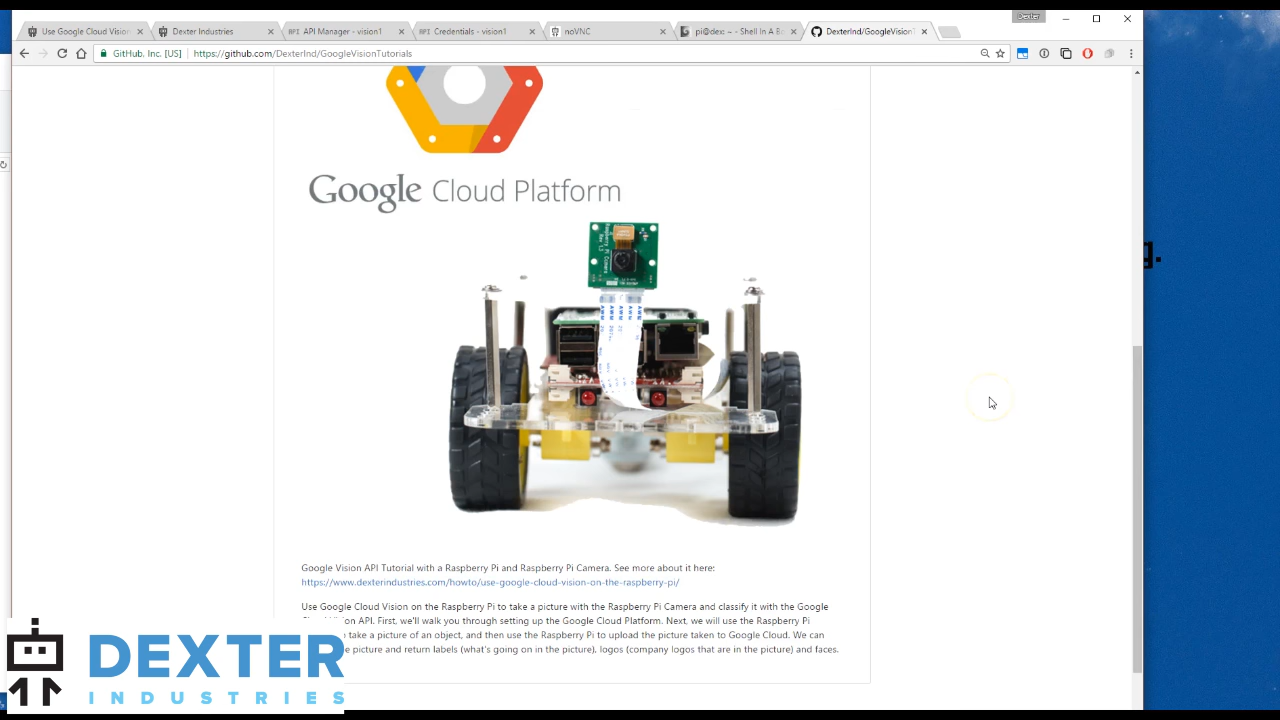 Dexter
Use Google Cloud Vision
Dexter Industries
API Manager - vision1
Credentials - vision1
noVNC
pi@dex: ~ - Shell In A B
DexterInd/GoogleVisionT
GitHub, Inc. [US]
https://github.com/DexterInd/GoogleVisionTutorials
Google Cloud Platform
g.
Google Vision API Tutorial with a Raspberry Pi and Raspberry Pi Camera. See more about it here:
https://www.dexterindustries.com/howto/use-google-cloud-vision-on-the-raspberry-pi/
Use Google Cloud Vision on the Raspberry Pi to take a picture with the Raspberry Pi Camera and classify it with the Google
Vision API. First, we'll walk you through setting up the Google Cloud Platform. Next, we will use the Raspberry Pi
to take a picture of an object, and then use the Raspberry Pi to upload the picture taken to Google Cloud. We can
picture and return labels (what's going on in the picture), logos (company logos that are in the picture) and faces.
DEXTER
INDUSTRIES